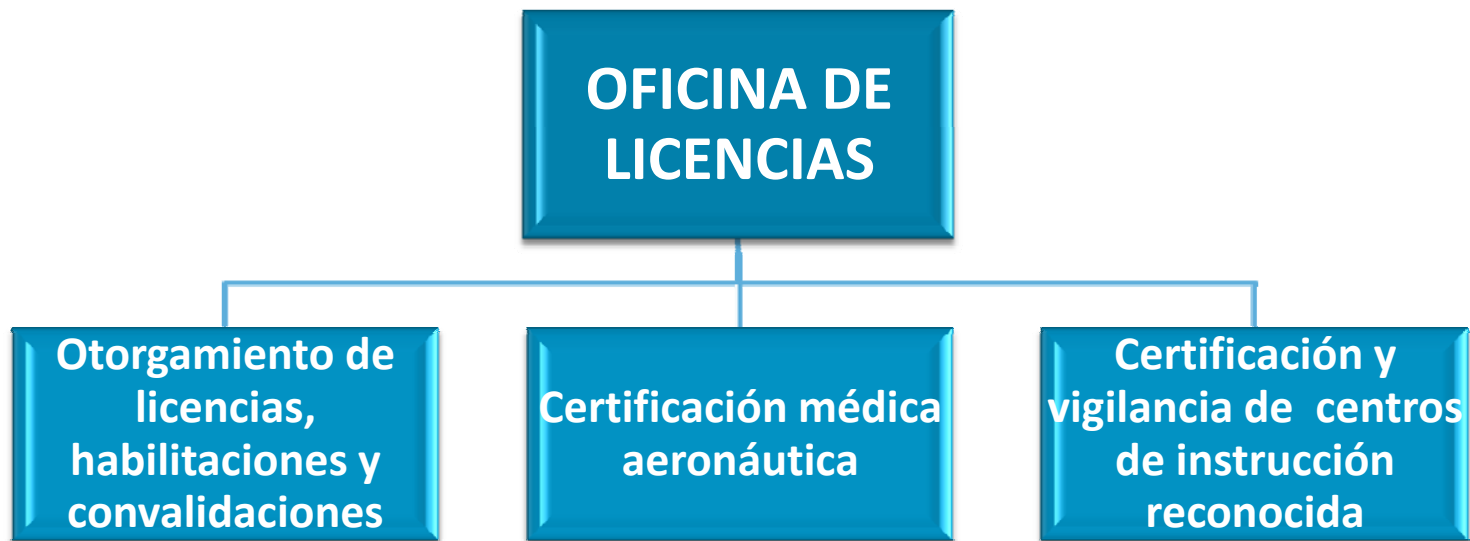 OFICINA DE
LICENCIAS
Otorgamiento de
licencias,
habilitaciones y
convalidaciones
Certificación médica
aeronáutica
Certificación y
vigilancia de centros
de instrucción
reconocida